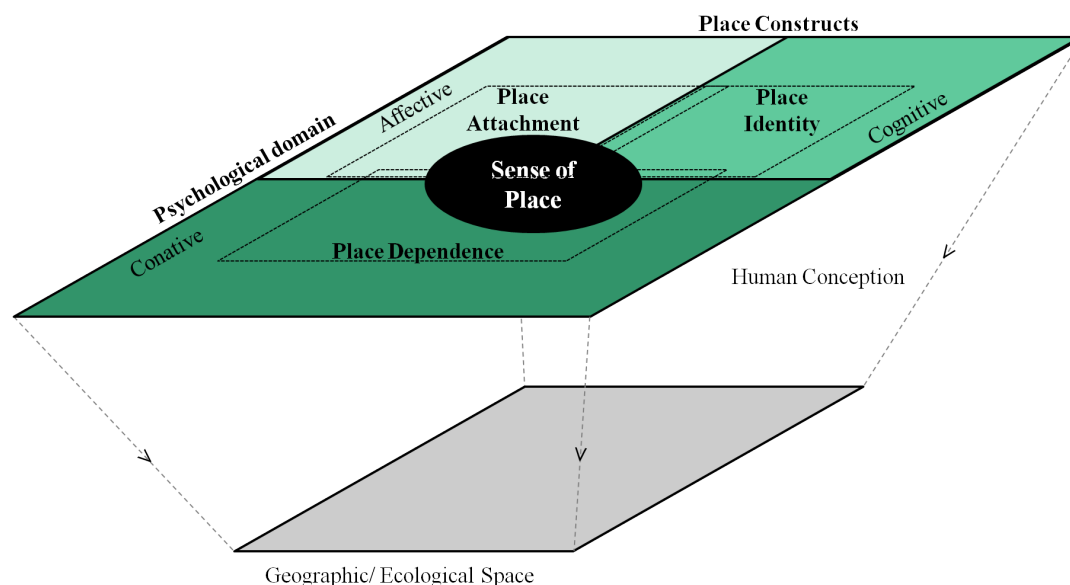 Place Constructs
Psychological domain
Affective
Place
Attachment
Place
Identity
Cognitive
Sense of
Place
Conative
Place Dependence
Human Conception
Geographic/ Ecological Space